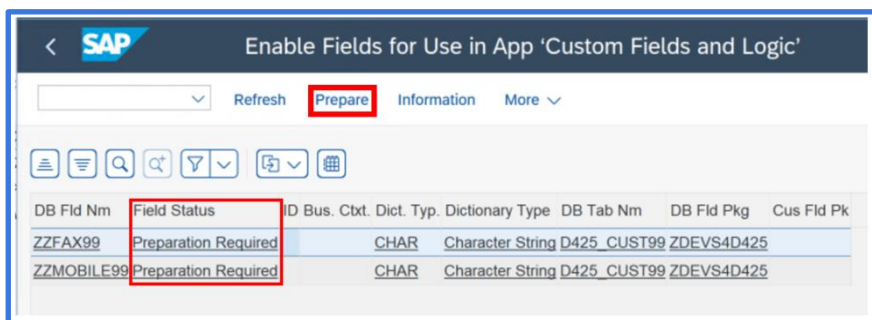 SAP Enable Fields for Use in App ‘Custom Fields and Logic’
Refresh Prepare Information More
DB Fld Nm Field Status ID Bus. Ctxt. Dict. Typ. Dictionary Type DB Tab Nm DB Fld Pkg Cus Fld Pk
ZZFAX99 Preparation Required CHAR Character String D425_CUST99 ZDEVS4D425
ZZMOBILE99 Preparation Required CHAR Character String D425_CUST99 ZDEVS4D425